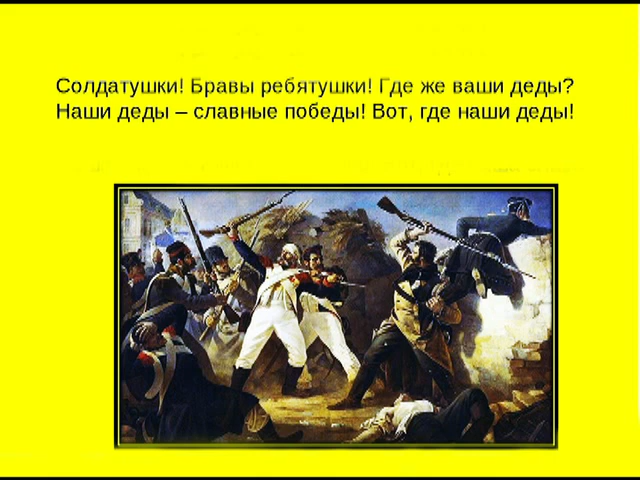 Солдатушки! Бравы ребятушки! Где же ваши деды?
Наши деды – славные победы! Вот, где наши деды!